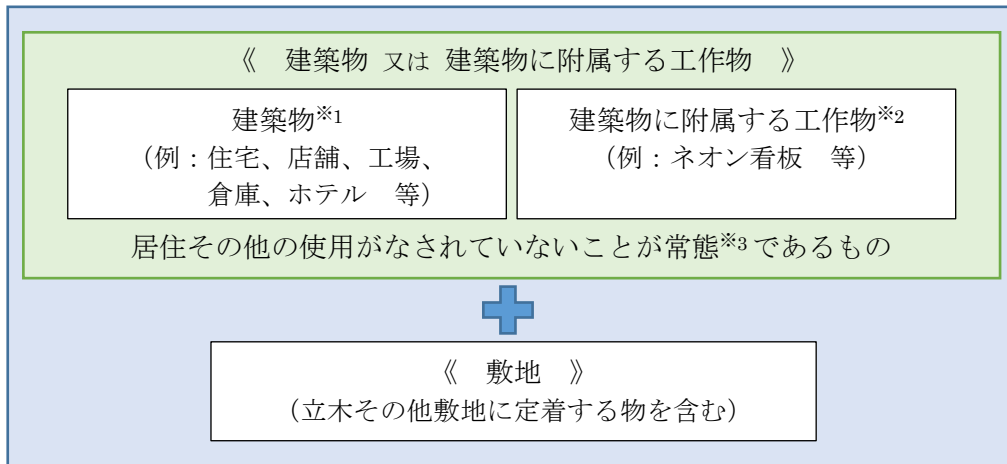 《　建築物 又は 建築物に附属する工作物　》
建築物※1
（例：住宅、店舗、工場、
倉庫、ホテル　等）
建築物に附属する工作物※2
（例：ネオン看板　等）
居住その他の使用がなされていないことが常態※3であるもの
《　敷地　》
（立木その他敷地に定着する物を含む）